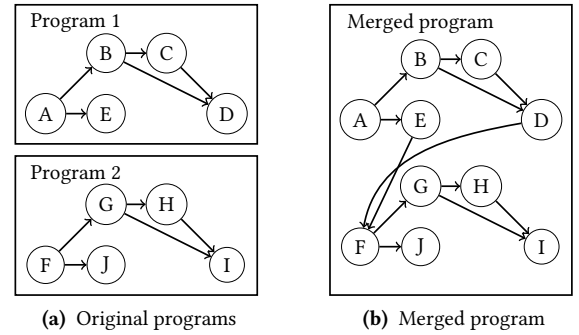 Program 1
B
C
A
E
D
Program 2
G
H
F
J
I
(a) Original programs
Merged program
B
C
A
E
D
G
H
F
J
I
(b) Merged program